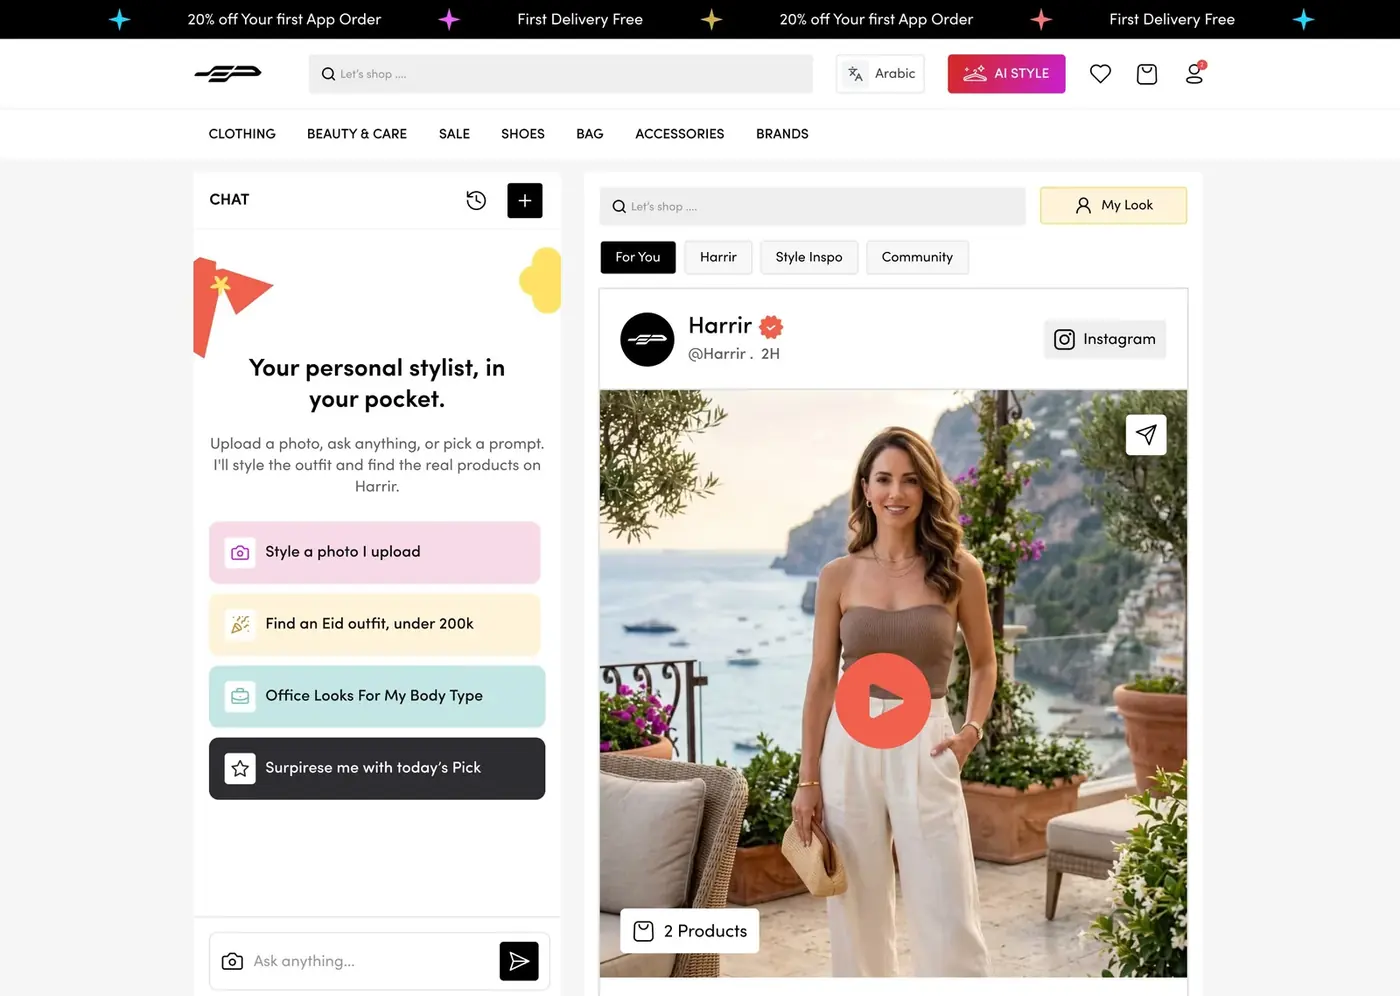 20% off Your first App Order
First Delivery Free
20% off Your first App Order
First Delivery Free
Let's shop ....
Arabic
AI STYLE
CLOTHING
BEAUTY & CARE
SALE
SHOES
BAG
ACCESSORIES
BRANDS
CHAT
Your personal stylist, in
your pocket.
Upload a photo, ask anything, or pick a prompt.
I'll style the outfit and find the real products on
Harrir.
Style a photo I upload
Find an Eid outfit, under 200k
Office Looks For My Body Type
Surpirese me with today’s Pick
Ask anything...
Let's shop ....
My Look
For You
Harrir
Style Inspo
Community
Harrir
@Harrir . 2H
Instagram
2 Products